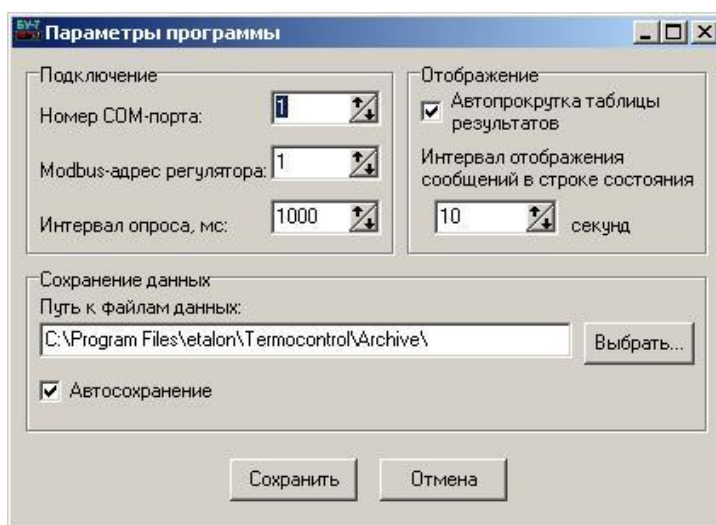 БУ-7
Параметры программы
Подключение
Номер COM-порта: 1
Modbus-адрес регулятора: 1
Интервал опроса, мс: 1000
Отображение
Автопрокрутка таблицы
результатов
Интервал отображения
сообщений в строке состояния
10 секунд
Сохранение данных
Путь к файлам данных:
C:\Program Files\etalon\Termocontrol\Archive\
Выбрать...
Автосохранение
Сохранить
Отмена